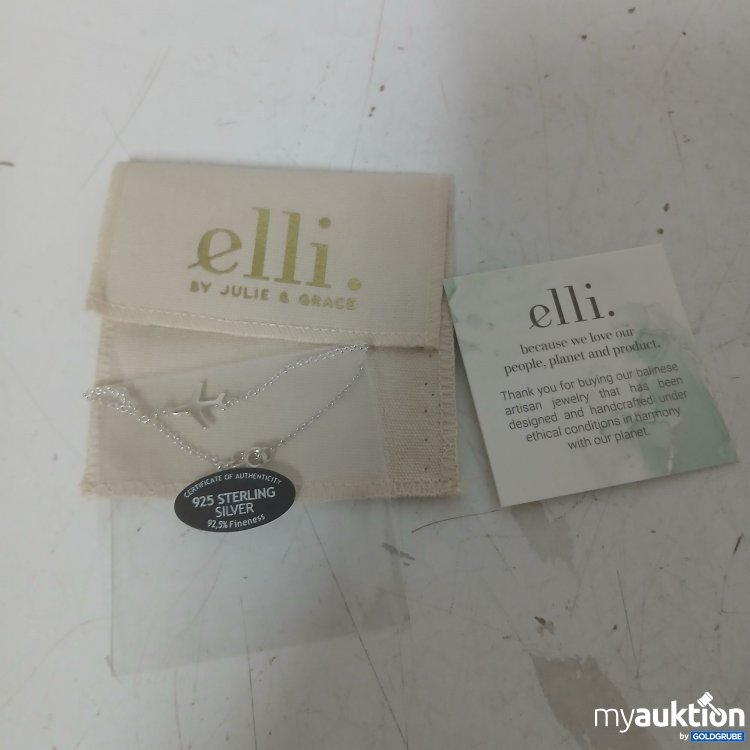 elli.
BY JULIE & GRACE
elli.
because we love our
people, planet and product.
Thank you for buying our balinese
artisan jewelry that has been
designed and handcrafted under
ethical conditions in harmony
with our planet.
CERTIFICATE OF AUTHENTICITY
925 STERLING
SILVER
92,5% Fineness
myauktion
by GOLDGRUBE